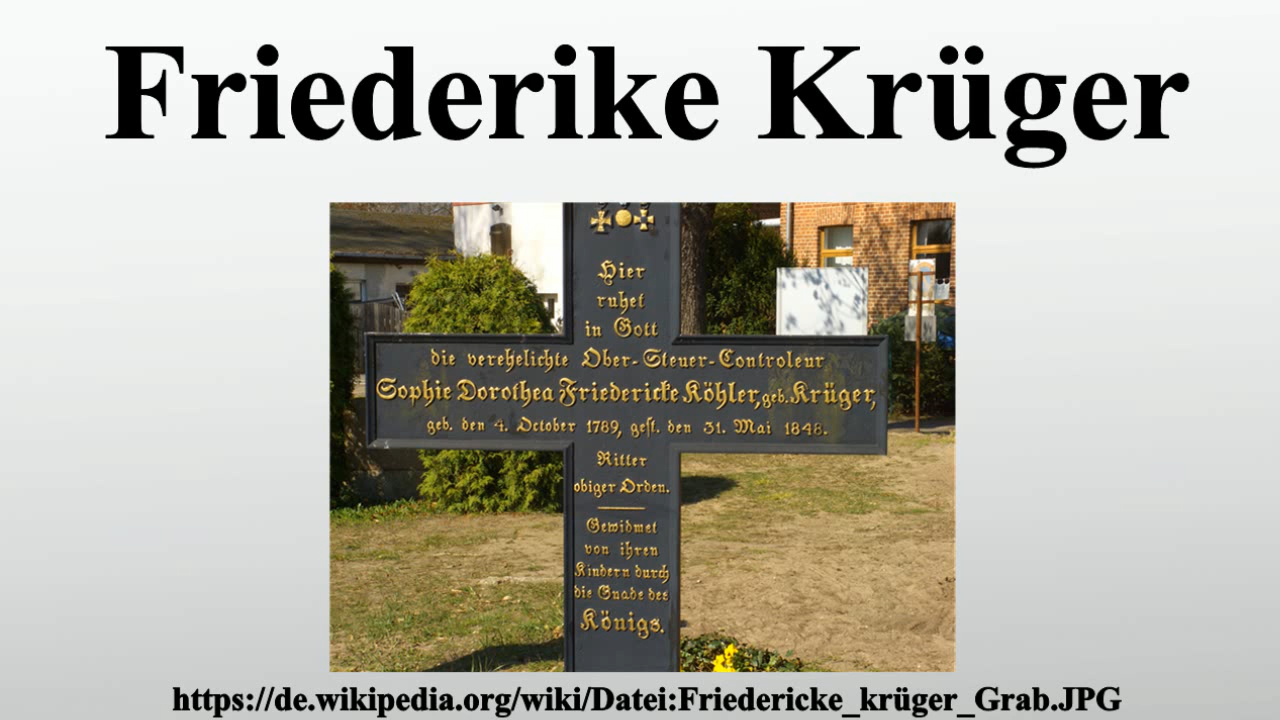 Friederike Krüger
Hier
ruhet
in Gott
die verehelichte Ober-Steuer-Controleur
Sophie Dorothea Friedericke Köhler, geb. Krüger,
geb. den 4. October 1789, gest. den 31. Mai 1848.
Ritter
obiger Orden.
Gewidmet
von ihren
Kindern durch
die Gnade des
Königs.
https://de.wikipedia.org/wiki/Datei:Friedericke_krüger_Grab.JPG